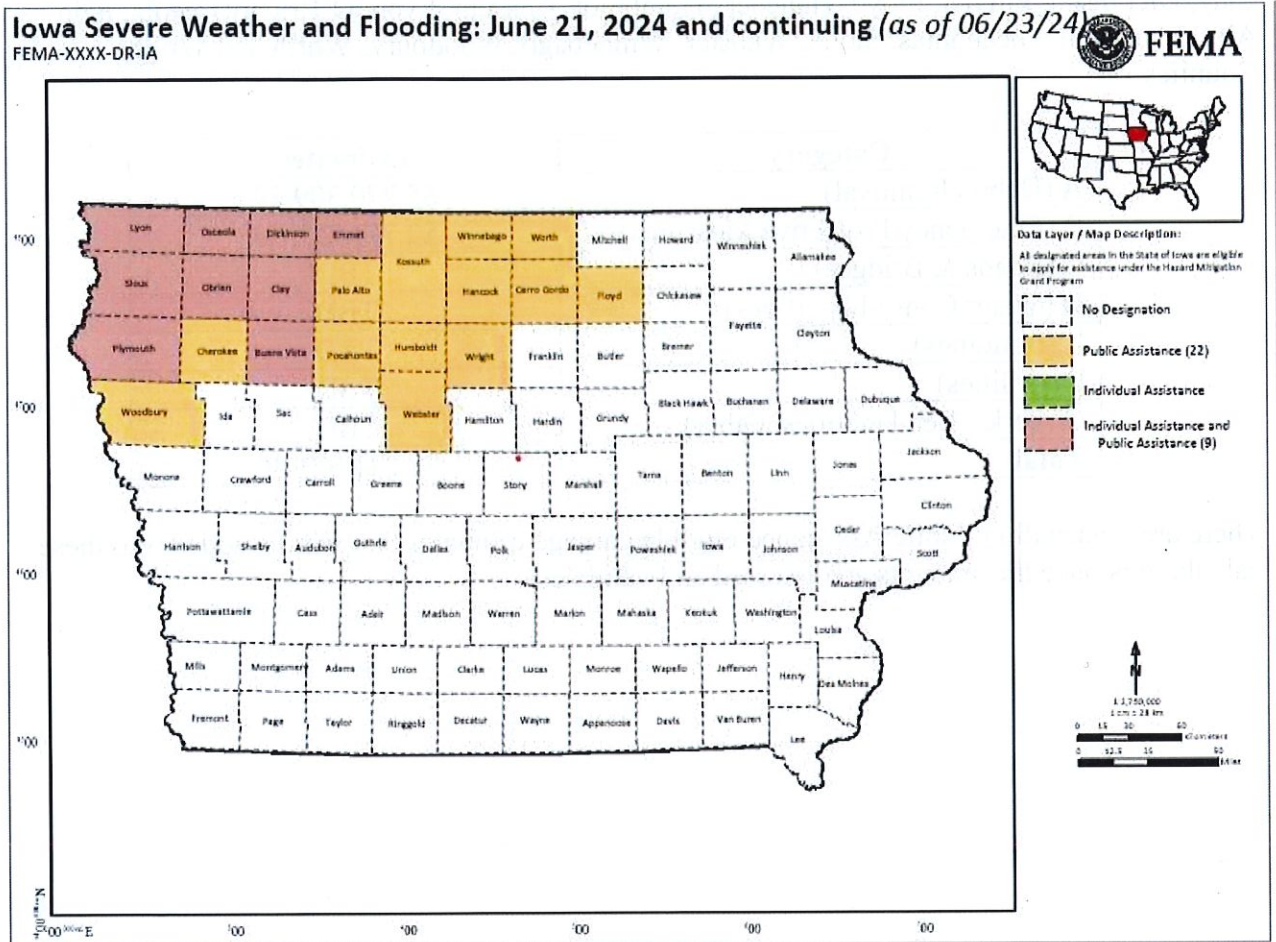 Iowa Severe Weather and Flooding: June 21, 2024 and continuing (as of 06/23/24)
FEMA
FEMA-XXXX-DR-IA
Data Layer / Map Description:
All designated areas in the State of Iowa are eligible
to apply for assistance under the Hazard Mitigation
Grant Program
No Designation
Public Assistance (22)
Individual Assistance
Individual Assistance and
Public Assistance (9)
Lyon Osceola Dickinson Emmet Winnebago Worth Mitchell Howard Winneshiek Allamakee
Kossuth
Sioux Obrien Clay Palo Alto Hancock Cerro Gordo Floyd Chickasaw
Fayette Clayton
Plymouth Cherokee Buena Vista Pocahontas Humboldt Wright Franklin Butler Bremer
Woodbury Ida Sac Calhoun Webster Hamilton Hardin Grundy Black Hawk Buchanan Delaware Dubuque
Monona Crawford Carroll Greene Boone Story Marshall Tama Benton Linn Jones Jackson
Clinton
Harrison Shelby Audubon Guthrie Dallas Polk Jasper Poweshiek Iowa Johnson Cedar Scott
Muscatine
Pottawattamie Cass Adair Madison Warren Marion Mahaska Keokuk Washington
Louisa
Mills Montgomery Adams Union Clarke Lucas Monroe Wapello Jefferson Henry Des Moines
Fremont Page Taylor Ringgold Decatur Wayne Appanoose Davis Van Buren
Lee
N
Kilometers
Miles